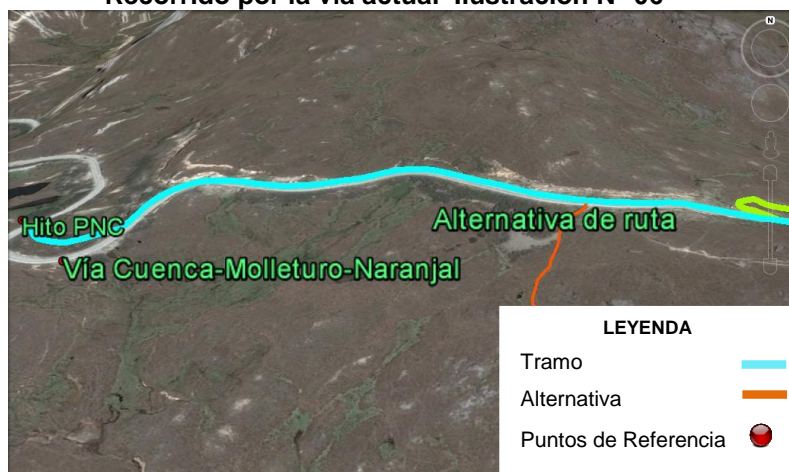 Recorrido por la vía actual Ilustración N° 06
N
Hito PNC
Alternativa de ruta
Vía Cuenca-Molleturo-Naranjal
LEYENDA
Tramo
Alternativa
Puntos de Referencia